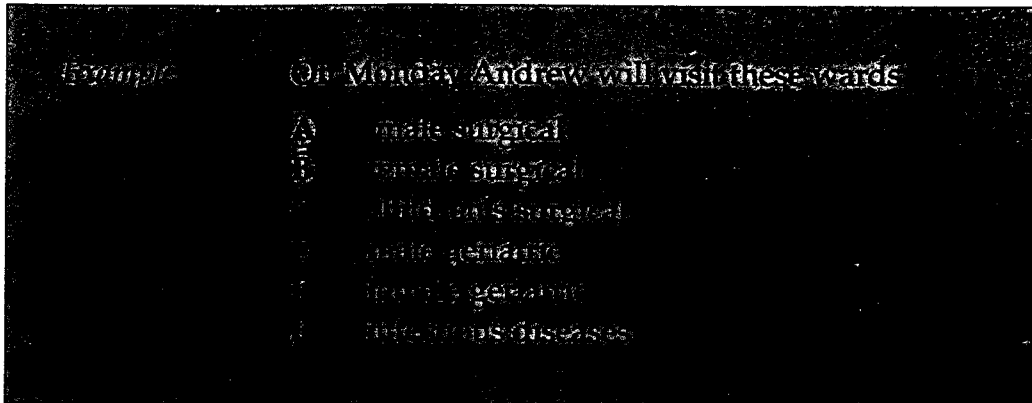 Example On Monday Andrew will visit these wards
A male surgical
B female surgical
children's surgical
male geriatric
female geriatric
infectious diseases